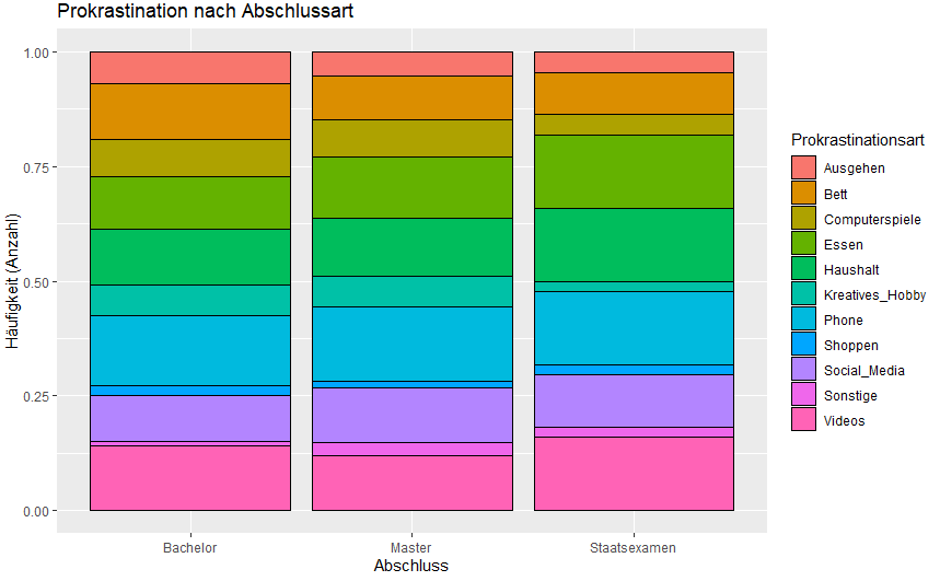 Prokrastination nach Abschlussart
Häufigkeit (Anzahl)
1.00
0.75
0.50
0.25
0.00
Bachelor
Master
Staatsexamen
Abschluss
Prokrastinationsart
Ausgehen
Bett
Computerspiele
Essen
Haushalt
Kreatives_Hobby
Phone
Shoppen
Social_Media
Sonstige
Videos